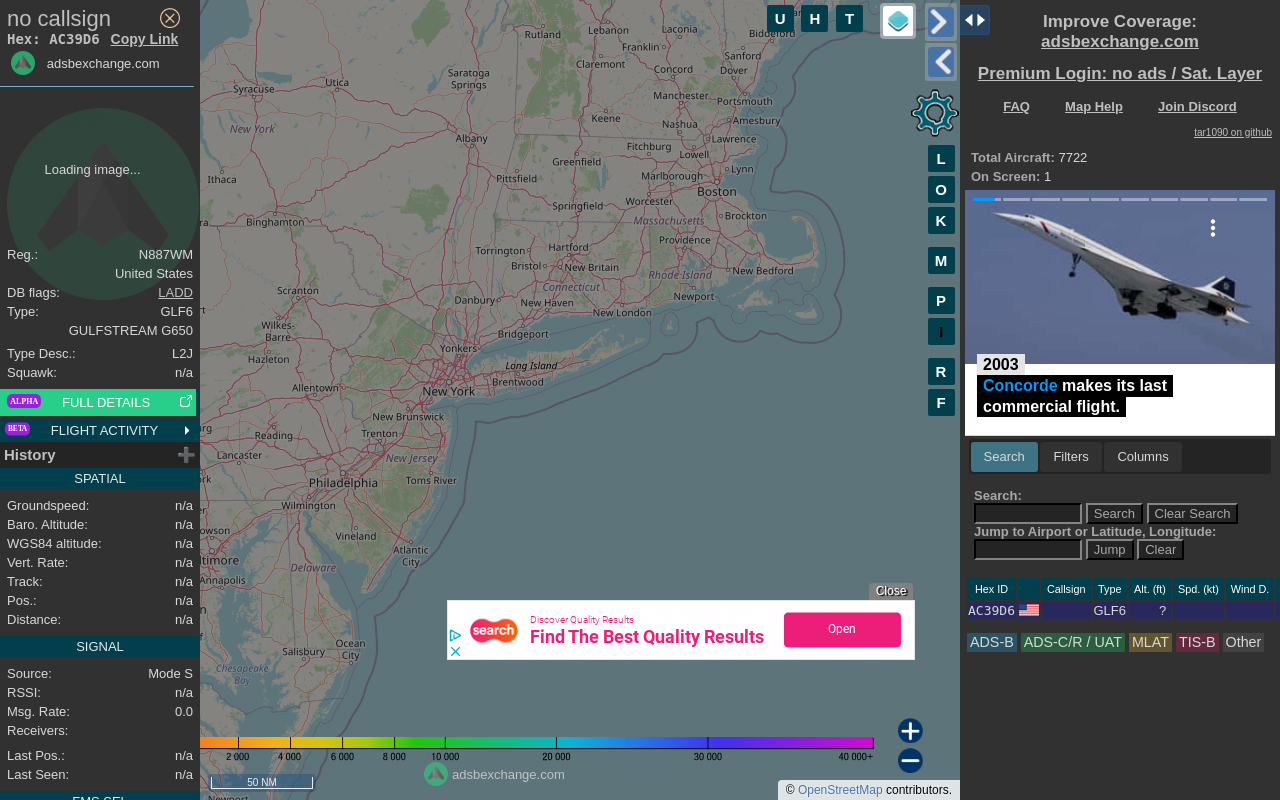 no callsign
Hex: AC39D6 Copy Link
adsbexchange.com
Loading image...
Reg.: N887WM
United States
DB flags: LADD
Type: GLF6
GULFSTREAM G650
Type Desc.: L2J
Squawk: n/a
ALPHA FULL DETAILS
BETA FLIGHT ACTIVITY
History
SPATIAL
Groundspeed: n/a
Baro. Altitude: n/a
WGS84 altitude: n/a
Vert. Rate: n/a
Track: n/a
Pos.: n/a
Distance: n/a
SIGNAL
Source: Mode S
RSSI: n/a
Msg. Rate: 0.0
Receivers:
Last Pos.: n/a
Last Seen: n/a
FMS SEL
U H T
L
O
K
M
P
I
R
F
Rutland
Lebanon
Laconia
Biddeford
Franklin
Sanford
Claremont
Concord
Dover
Saratoga
Springs
Utica
Syracuse
Manchester
Portsmouth
Keene
Nashua
Amesbury
New York
Albany
Lawrence
Fitchburg
Lowell
Greenfield
Lynn
Ithaca
Pittsfield
Marlborough
Boston
Worcester
Springfield
Massachusetts
Brockton
Binghamton
Providence
Hartford
Torrington
Bristol
New Britain
New Bedford
Rhode Island
Connecticut
Scranton
Danbury
New Haven
Newport
New London
Wilkes-
Barre
Bridgeport
Yonkers
Hazleton
Long Island
Brentwood
Allentown
New York
New Brunswick
Reading
Trenton
Lancaster
New Jersey
Philadelphia
Toms River
Wilmington
Vineland
Atlantic
City
Annapolis
Delaware
Ocean
City
Salisbury
Chesapeake
Bay
Close
search
Discover Quality Results
Find The Best Quality Results
Open
2 000 4 000 6 000 8 000 10 000 20 000 30 000 40 000+
adsbexchange.com
50 NM
© OpenStreetMap contributors.
Improve Coverage:
adsbexchange.com
Premium Login: no ads / Sat. Layer
FAQ Map Help Join Discord
tar1090 on github
Total Aircraft: 7722
On Screen: 1
2003
Concorde makes its last
commercial flight.
Search Filters Columns
Search:
Search Clear Search
Jump to Airport or Latitude, Longitude:
Jump Clear
Hex ID Callsign Type Alt. (ft) Spd. (kt) Wind D.
AC39D6 GLF6 ?
ADS-B ADS-C/R / UAT MLAT TIS-B Other